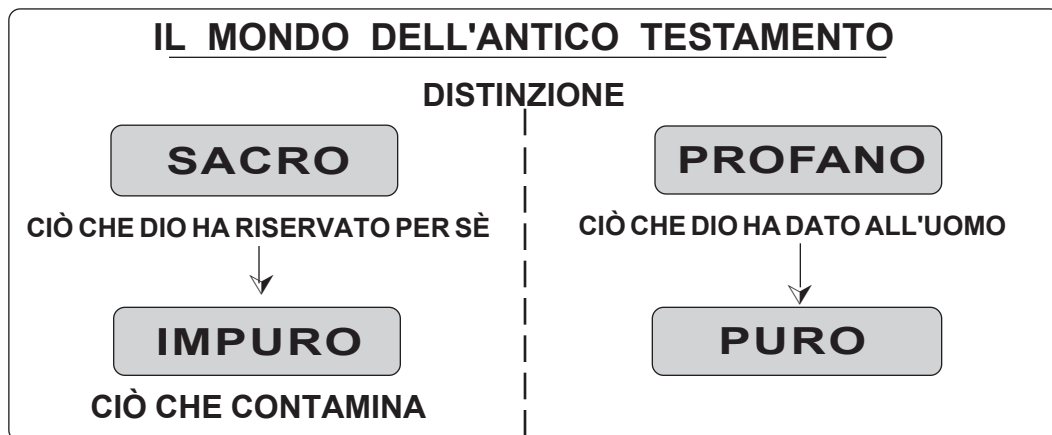 IL MONDO DELL'ANTICO TESTAMENTO
DISTINZIONE
SACRO
CIÒ CHE DIO HA RISERVATO PER SÈ
IMPURO
CIÒ CHE CONTAMINA
PROFANO
CIÒ CHE DIO HA DATO ALL'UOMO
PURO